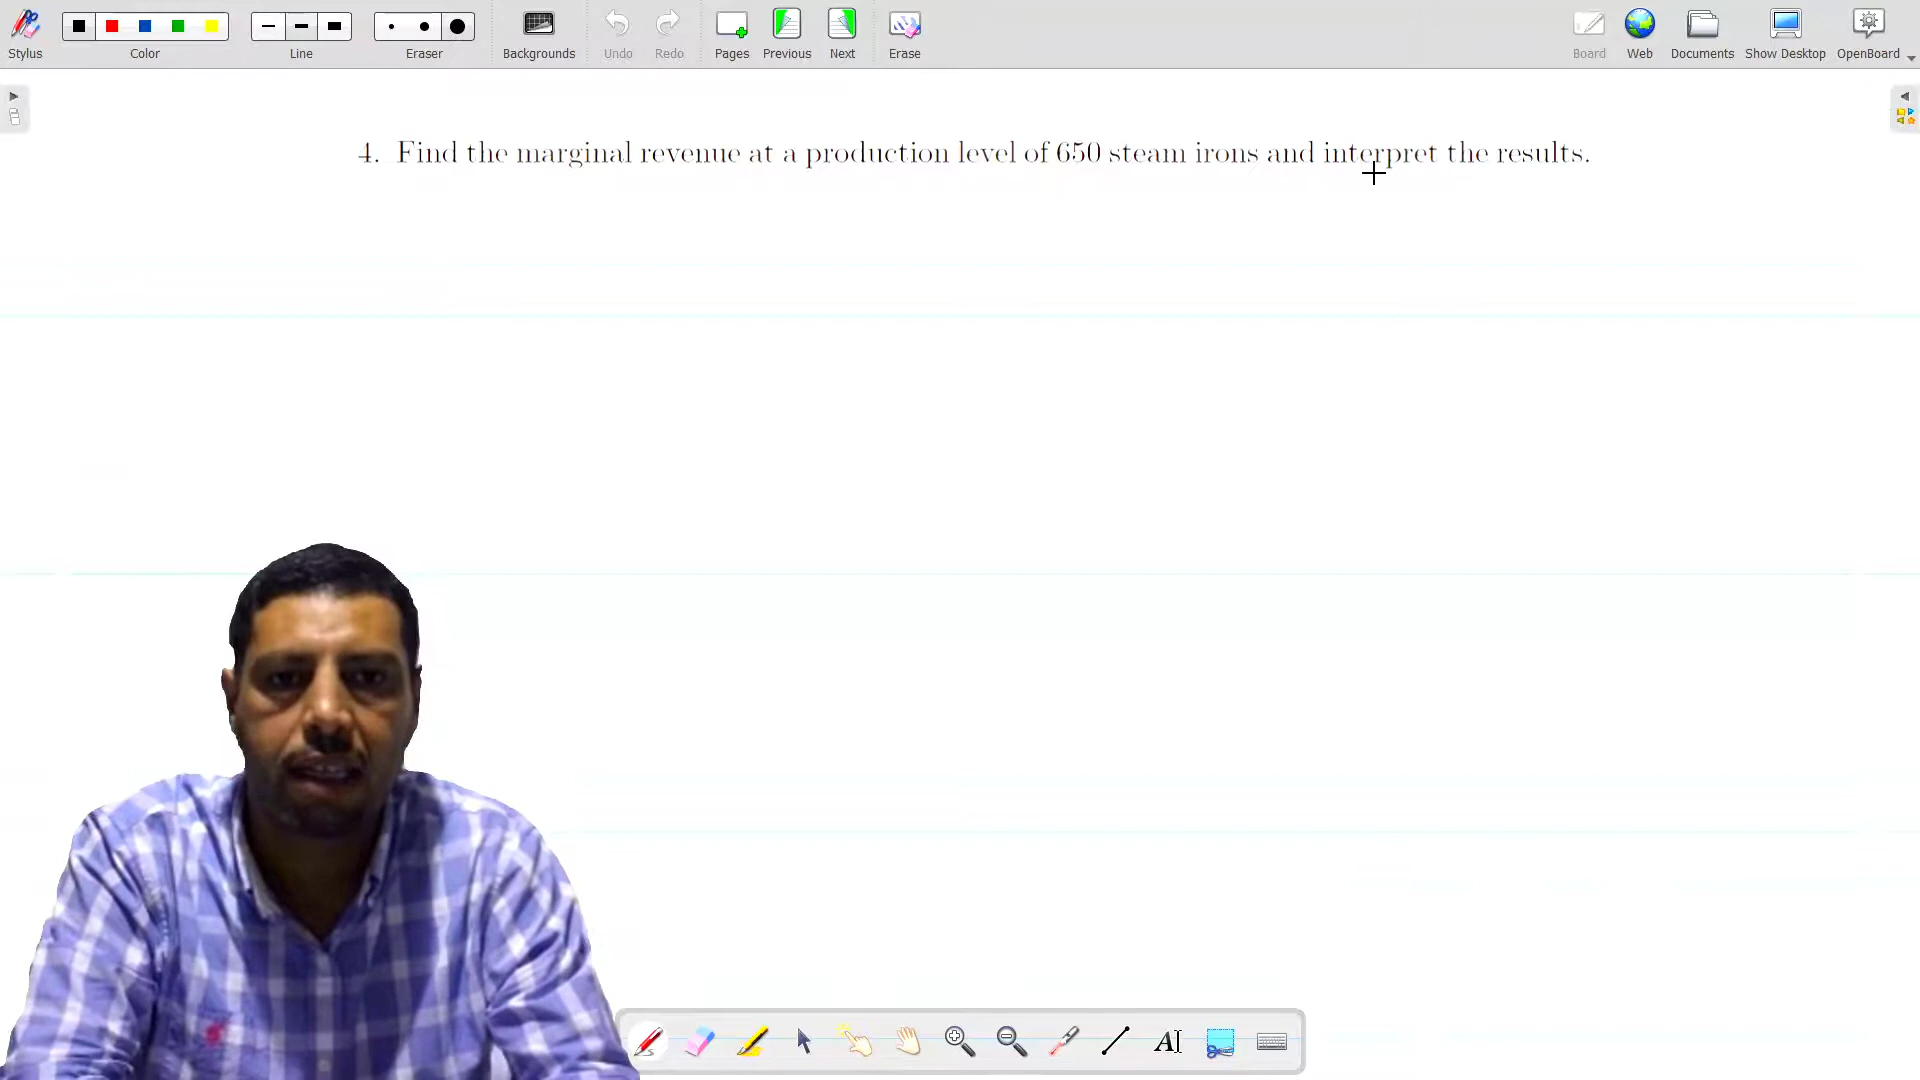 Stylus Color Line Eraser Backgrounds Undo Redo Pages Previous Next Erase Board Web Documents Show Desktop OpenBoard
4. Find the marginal revenue at a production level of 650 steam irons and interpret the results.